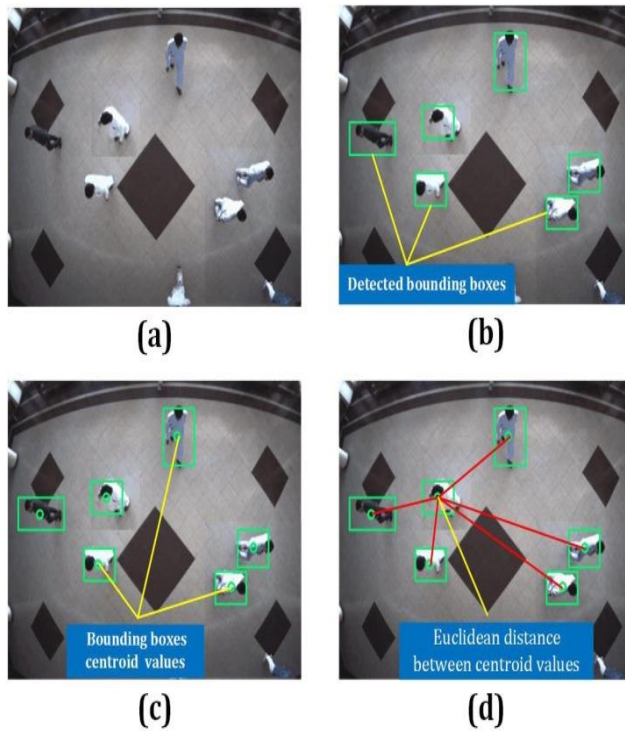 (a)
Detected bounding boxes
(b)
Bounding boxes
centroid values
(c)
Euclidean distance
between centroid values
(d)